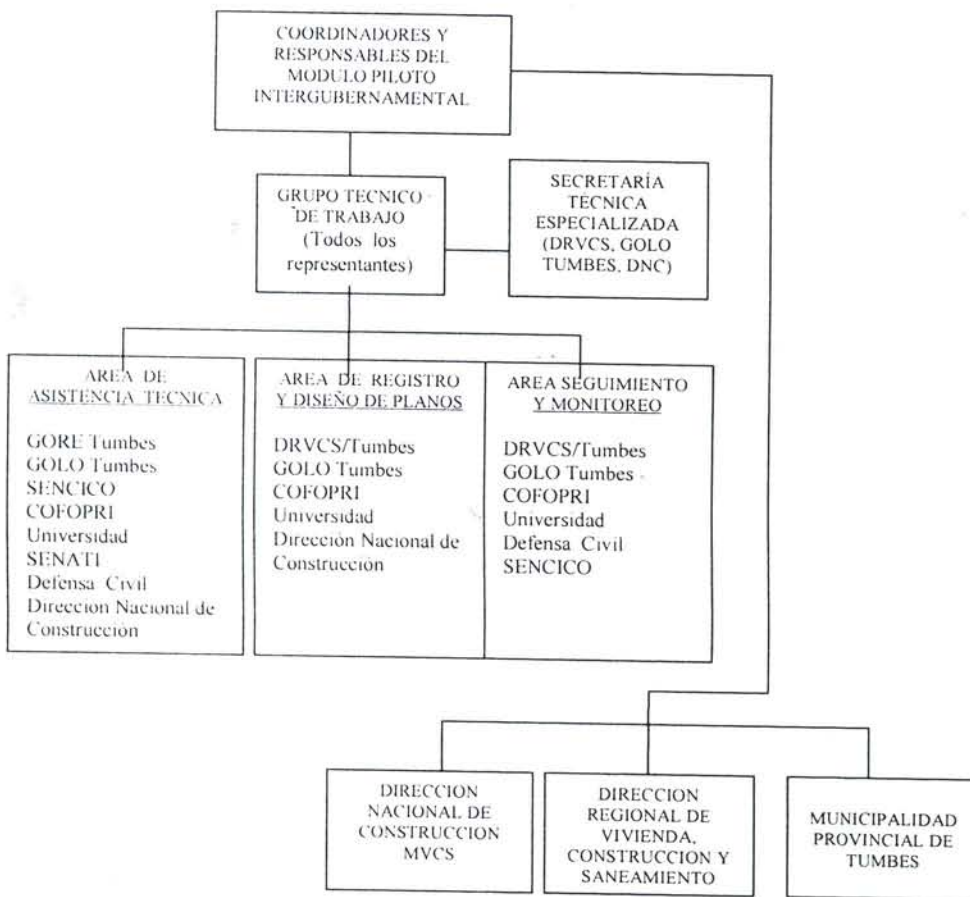 COORDINADORES Y
RESPONSABLES DEL
MODULO PILOTO
INTERGUBERNAMENTAL
GRUPO TECNICO
DE TRABAJO
(Todos los
representantes)
SECRETARÍA
TÉCNICA
ESPECIALIZADA
(DRVCS, GOLO
TUMBES, DNC)
AREA DE
ASISTENCIA TECNICA
GORE Tumbes
GOLO Tumbes
SENCICO
COFOPRI
Universidad
SENATI
Defensa Civil
Direccion Nacional de
Construcción
AREA DE REGISTRO
Y DISEÑO DE PLANOS
DRVCS/Tumbes
GOLO Tumbes
COFOPRI
Universidad
Dirección Nacional de
Construcción
AREA SEGUIMIENTO
Y MONITOREO
DRVCS/Tumbes
GOLO Tumbes
COFOPRI
Universidad
Defensa Civil
SENCICO
DIRECCION
NACIONAL DE
CONSTRUCCION
MVCS
DIRECCION
REGIONAL DE
VIVIENDA,
CONSTRUCCION Y
SANEAMIENTO
MUNICIPALIDAD
PROVINCIAL DE
TUMBES